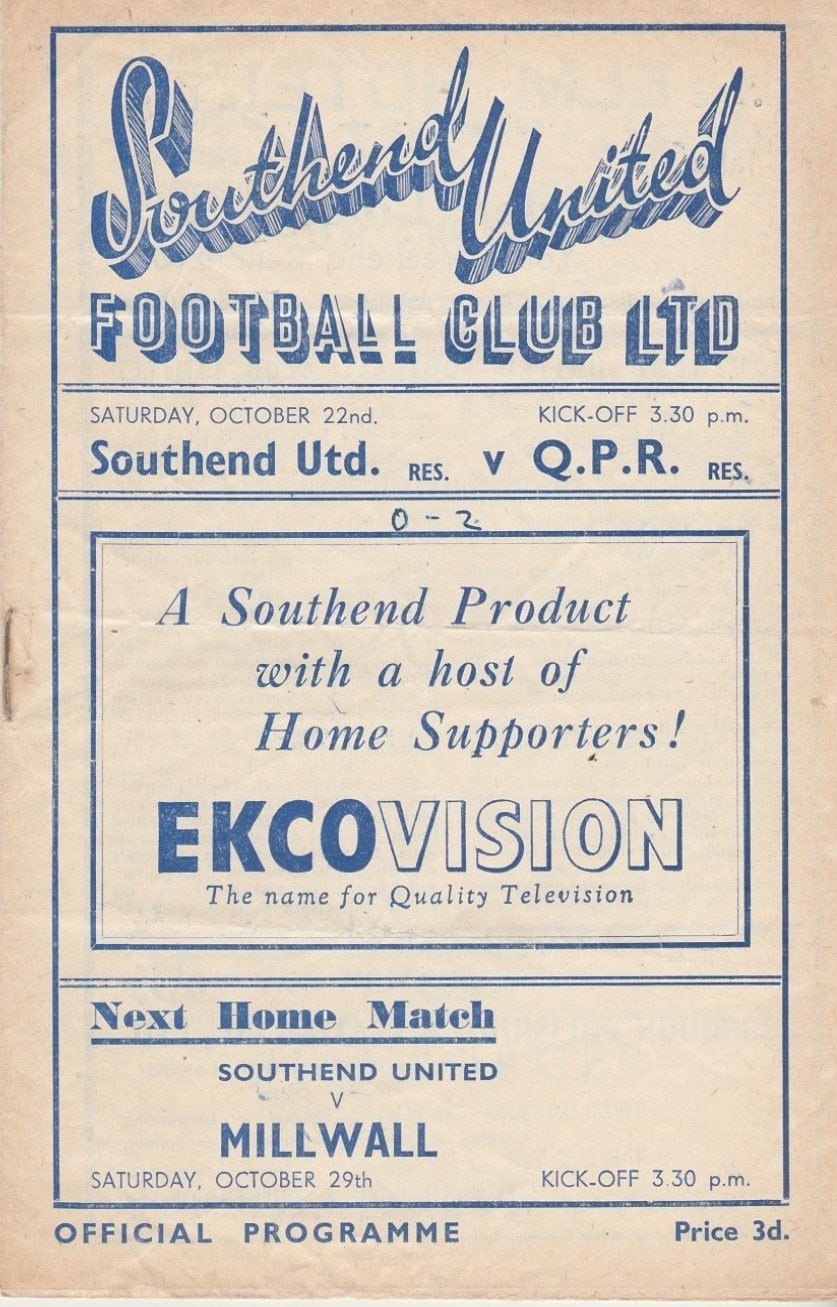 Southend United
FOOTBALL CLUB LTD
SATURDAY, OCTOBER 22nd. KICK-OFF 3.30 p.m.
Southend Utd. RES. v Q.P.R. RES.
0 - 2
A Southend Product
with a host of
Home Supporters!
EKCOVISION
The name for Quality Television
Next Home Match
SOUTHEND UNITED
V
MILLWALL
SATURDAY, OCTOBER 29th KICK-OFF 3.30 p.m.
OFFICIAL PROGRAMME Price 3d.